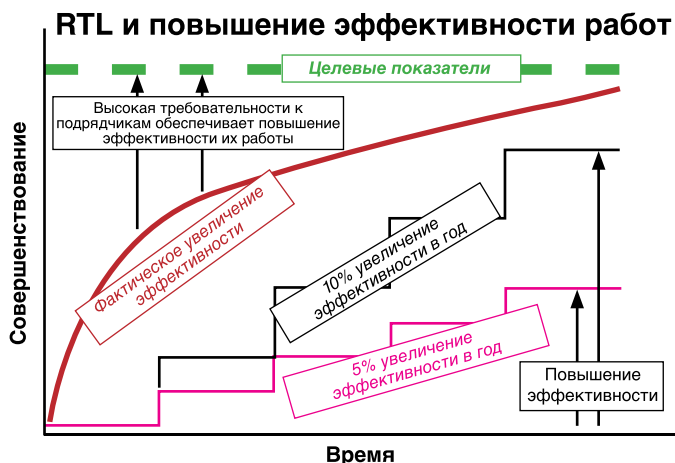 RTL и повышение эффективности работ
Целевые показатели
Высокая требовательности к
подрядчикам обеспечивает повышение
эффективности их работы
Совершенствование
Фактическое увеличение
эффективности
10% увеличение
эффективности в год
5% увеличение
эффективности в год
Повышение
эффективности
Время